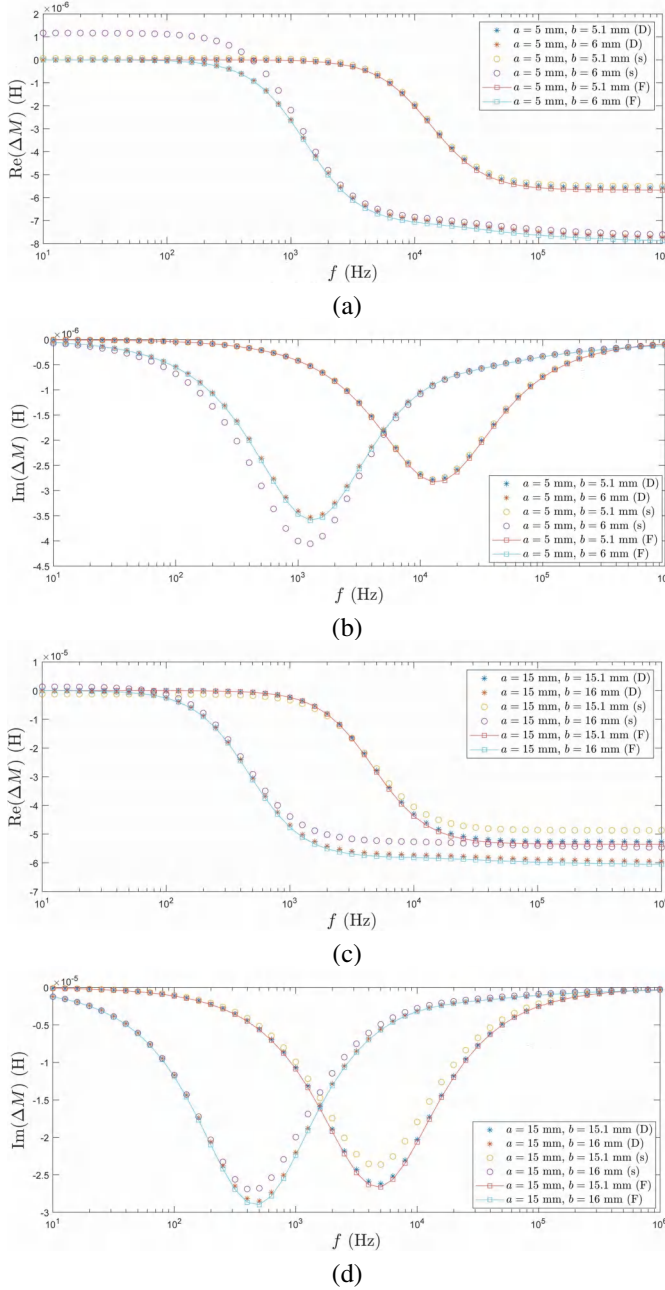 ×10⁻⁶
Re(ΔM) (H)
2
1
0
-1
-2
-3
-4
-5
-6
-7
-8
a = 5 mm, b = 5.1 mm (D)
a = 5 mm, b = 6 mm (D)
a = 5 mm, b = 5.1 mm (s)
a = 5 mm, b = 6 mm (s)
a = 5 mm, b = 5.1 mm (F)
a = 5 mm, b = 6 mm (F)
10¹ 10² 10³ 10⁴ 10⁵ 10⁶
f (Hz)
(a)
×10⁻⁶
Im(ΔM) (H)
0
-0.5
-1
-1.5
-2
-2.5
-3
-3.5
-4
-4.5
a = 5 mm, b = 5.1 mm (D)
a = 5 mm, b = 6 mm (D)
a = 5 mm, b = 5.1 mm (s)
a = 5 mm, b = 6 mm (s)
a = 5 mm, b = 5.1 mm (F)
a = 5 mm, b = 6 mm (F)
10¹ 10² 10³ 10⁴ 10⁵ 10⁶
f (Hz)
(b)
×10⁻⁵
Re(ΔM) (H)
1
0
-1
-2
-3
-4
-5
-6
-7
a = 15 mm, b = 15.1 mm (D)
a = 15 mm, b = 16 mm (D)
a = 15 mm, b = 15.1 mm (s)
a = 15 mm, b = 16 mm (s)
a = 15 mm, b = 15.1 mm (F)
a = 15 mm, b = 16 mm (F)
10¹ 10² 10³ 10⁴ 10⁵ 10⁶
f (Hz)
(c)
×10⁻⁵
Im(ΔM) (H)
0
-0.5
-1
-1.5
-2
-2.5
-3
a = 15 mm, b = 15.1 mm (D)
a = 15 mm, b = 16 mm (D)
a = 15 mm, b = 15.1 mm (s)
a = 15 mm, b = 16 mm (s)
a = 15 mm, b = 15.1 mm (F)
a = 15 mm, b = 16 mm (F)
10¹ 10² 10³ 10⁴ 10⁵ 10⁶
f (Hz)
(d)